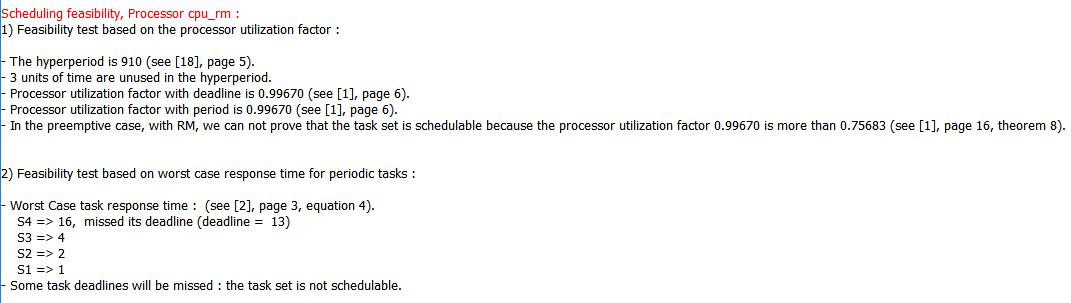 Scheduling feasibility, Processor cpu_rm :
1) Feasibility test based on the processor utilization factor :
- The hyperperiod is 910 (see [18], page 5).
- 3 units of time are unused in the hyperperiod.
- Processor utilization factor with deadline is 0.99670 (see [1], page 6).
- Processor utilization factor with period is 0.99670 (see [1], page 6).
- In the preemptive case, with RM, we can not prove that the task set is schedulable because the processor utilization factor 0.99670 is more than 0.75683 (see [1], page 16, theorem 8).
2) Feasibility test based on worst case response time for periodic tasks :
- Worst Case task response time : (see [2], page 3, equation 4).
S4 => 16, missed its deadline (deadline = 13)
S3 => 4
S2 => 2
S1 => 1
- Some task deadlines will be missed : the task set is not schedulable.